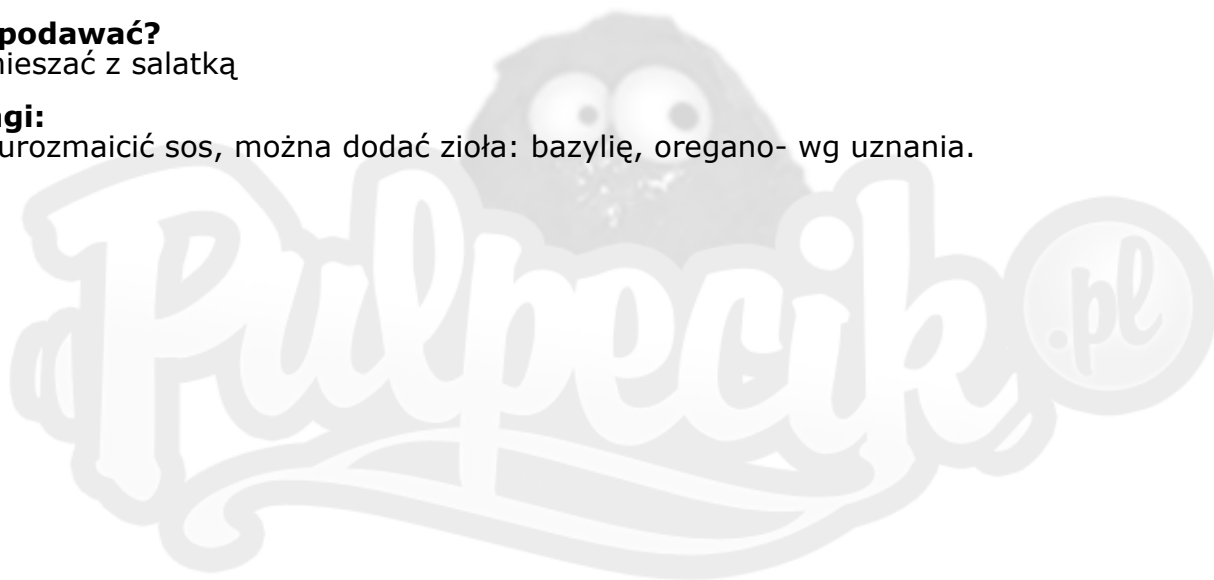 podawać?
mieszać z salatką
gi:
urozmaicić sos, można dodać zioła: bazylię, oregano- wg uznania.
Pulpecik.pl